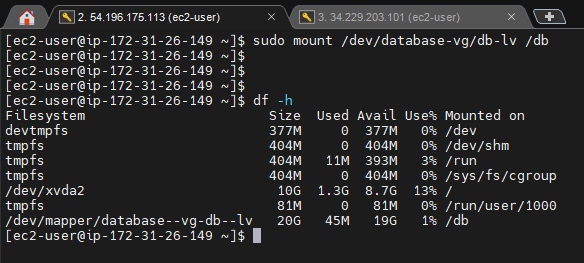 2. 54.196.175.113 (ec2-user)
3. 34.229.203.101 (ec2-user)
[ec2-user@ip-172-31-26-149 ~]$ sudo mount /dev/database-vg/db-lv /db
[ec2-user@ip-172-31-26-149 ~]$
[ec2-user@ip-172-31-26-149 ~]$
[ec2-user@ip-172-31-26-149 ~]$
[ec2-user@ip-172-31-26-149 ~]$ df -h
Filesystem Size Used Avail Use% Mounted on
devtmpfs 377M 0 377M 0% /dev
tmpfs 404M 0 404M 0% /dev/shm
tmpfs 404M 11M 393M 3% /run
tmpfs 404M 0 404M 0% /sys/fs/cgroup
/dev/xvda2 10G 1.3G 8.7G 13% /
tmpfs 81M 0 81M 0% /run/user/1000
/dev/mapper/database--vg-db--lv 20G 45M 19G 1% /db
[ec2-user@ip-172-31-26-149 ~]$